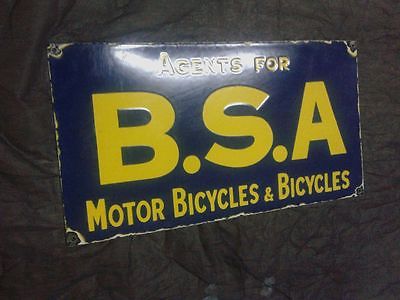 AGENTS FOR
B.S.A
MOTOR BICYCLES & BICYCLES